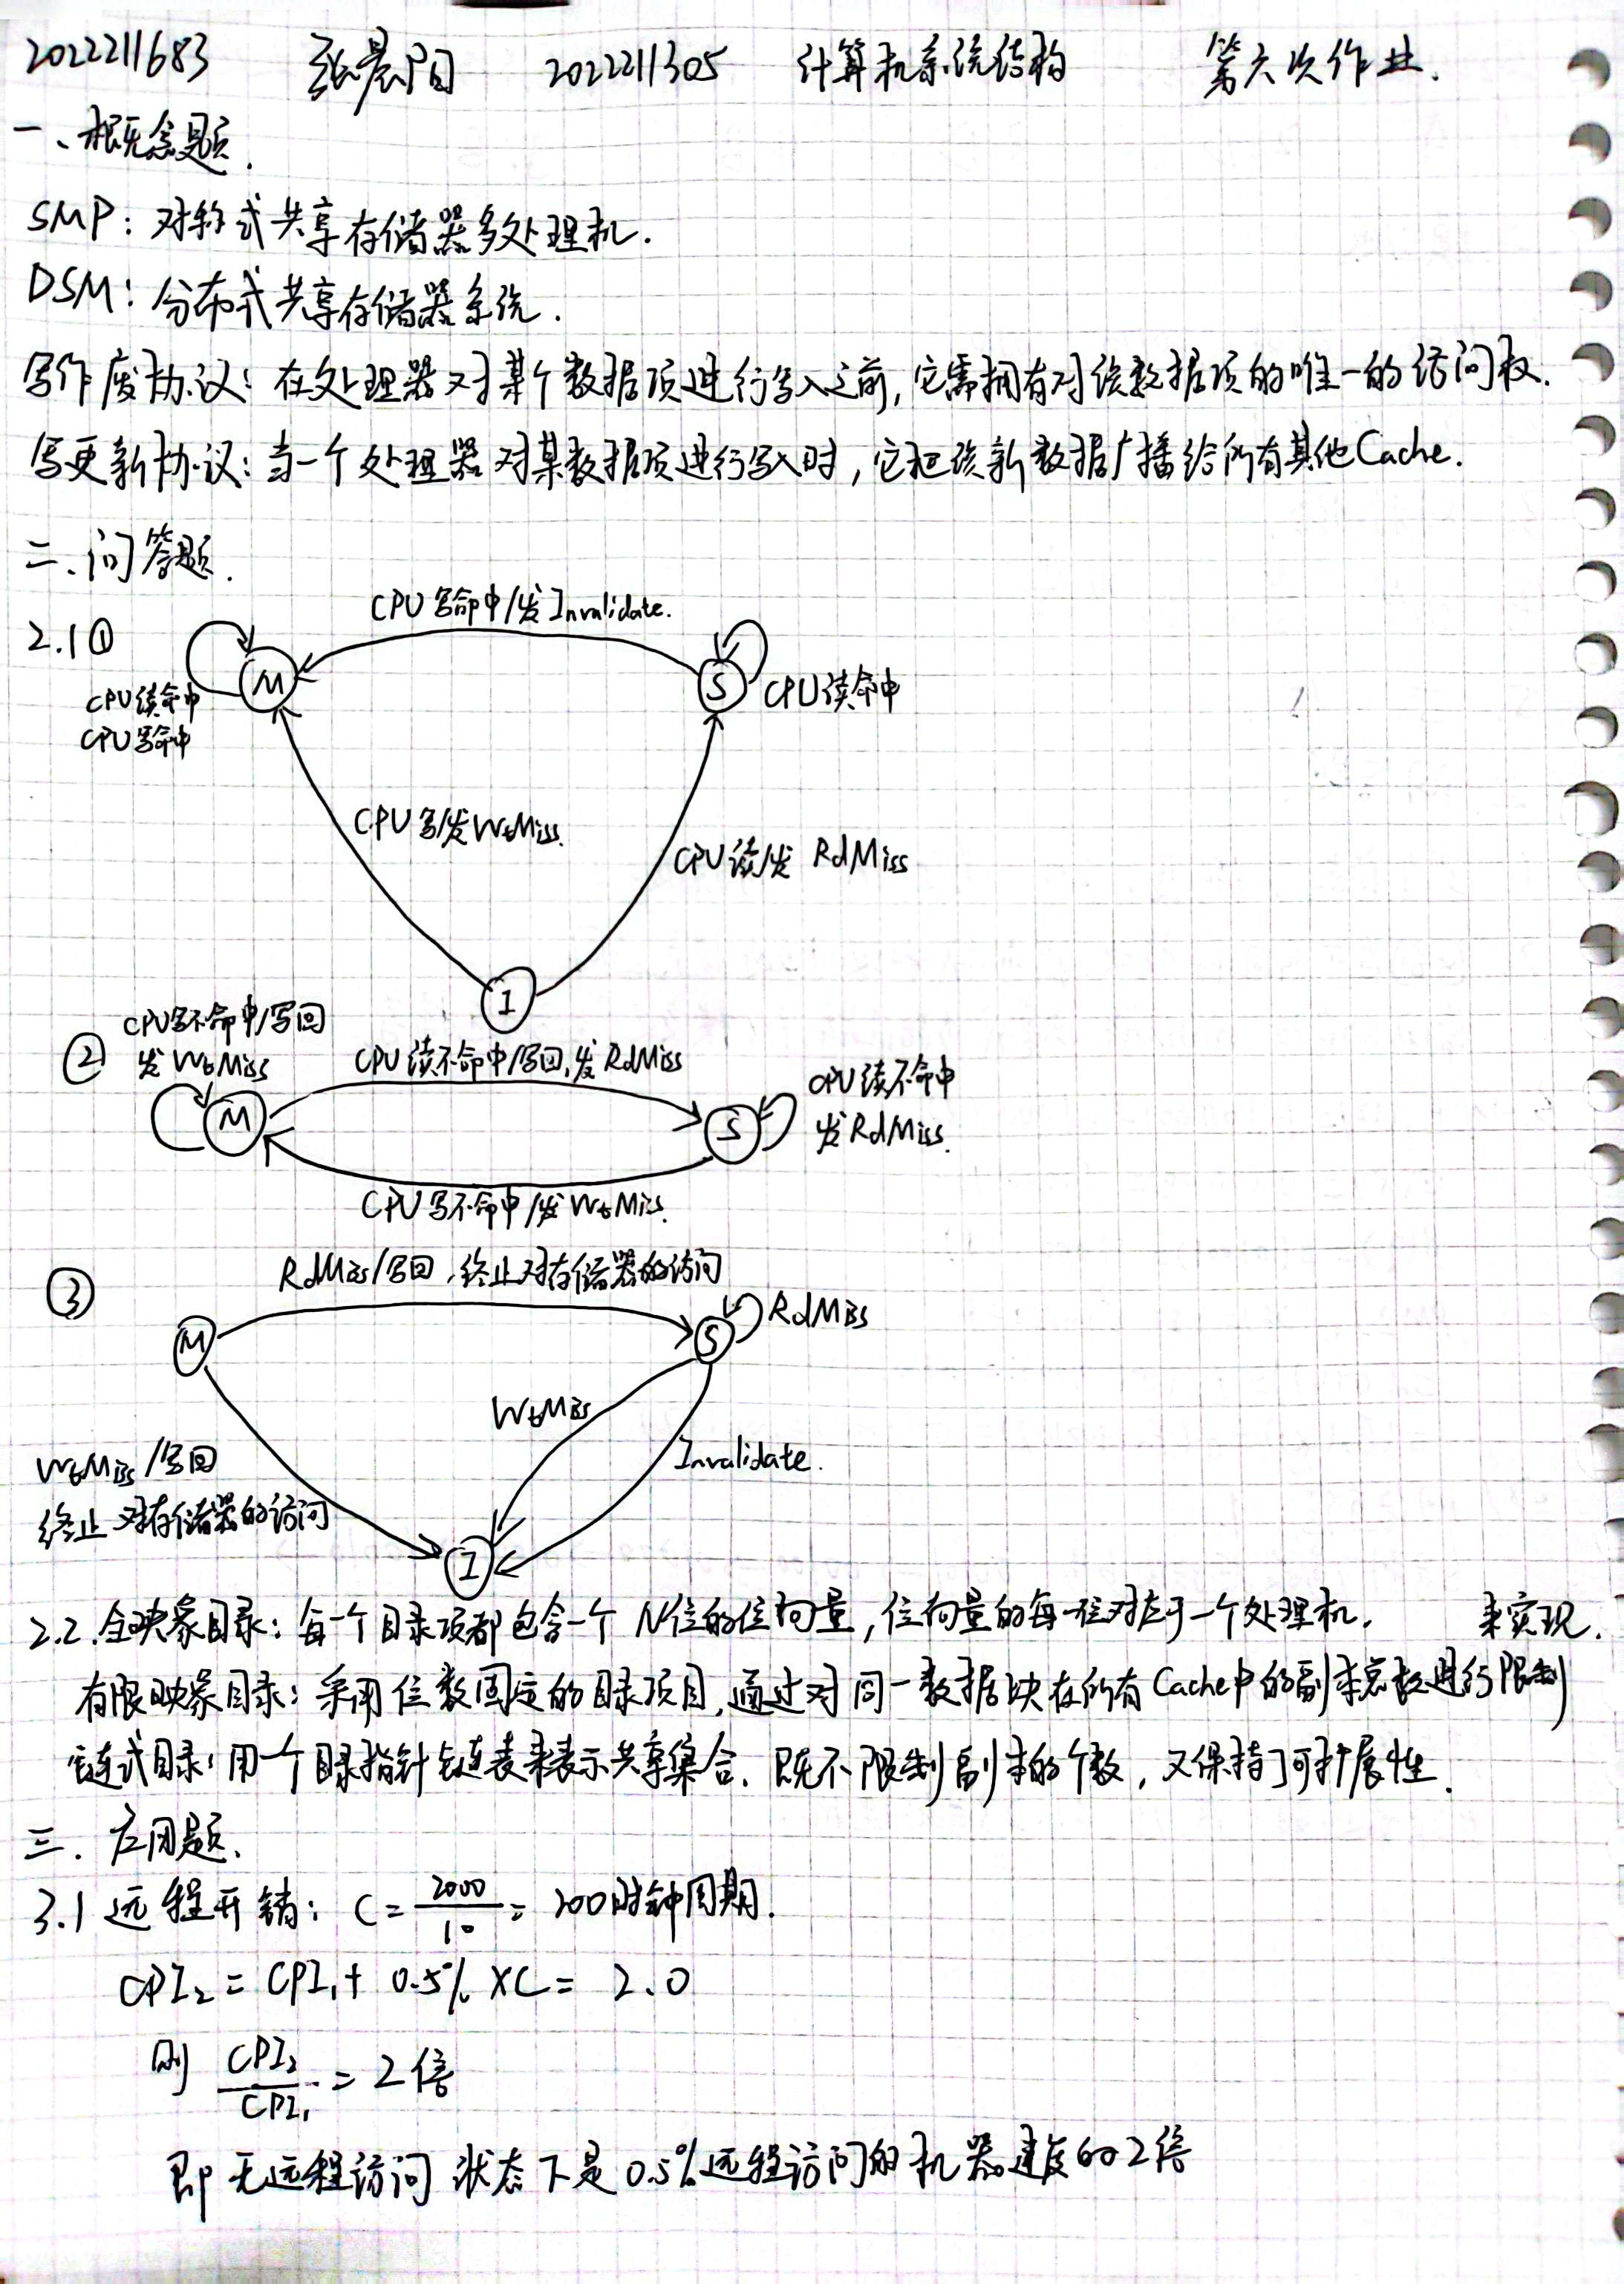 2022211683 张晨阳 2022211305 计算机系统结构 第六次作业.
一、概念题.
SMP: 对称式共享存储器多处理机.
DSM: 分布式共享存储器系统.
写作废协议: 在处理器对某个数据项进行写入之前, 它需拥有对该数据项的唯一的访问权.
写更新协议: 当一个处理器对某数据项进行写入时, 它把该新数据广播给所有其他Cache.
二、问答题.
2.1①
CPU写命中/发Invalidate.
M
S
CPU读命中
CPU读命中
CPU写命中
CPU写/发WtMiss.
CPU读/发 RdMiss
I
②
CPU写不命中/写回
发 WtMiss
CPU读不命中/写回,发RdMiss
CPU读不命中
发RdMiss.
M
S
CPU写不命中/发WtMiss.
③
RdMiss/写回,终止对存储器的访问
M
S
RdMiss
WtMiss
Invalidate.
WtMiss/写回
终止对存储器的访问
I
2.2.全映象目录: 每一个目录项都包含一个 N位的位向量, 位向量的每一位对应于一个处理机.
有限映象目录: 采用位数固定的目录项目,通过对同一数据块在所有Cache中的副本总数进行限制来实现.
链式目录: 用一个目录指针链表来表示共享集合. 既不限制副本的个数, 又保持了可扩展性.
三. 应用题.
3.1 远程开销: C = 2000/10 = 200时钟周期.
CPI₂ = CPI₁ + 0.5% × C = 2.0
则 CPI₂/CPI₁ = 2倍
即 无远程访问 状态下是0.5%远程访问的机器速度的2倍